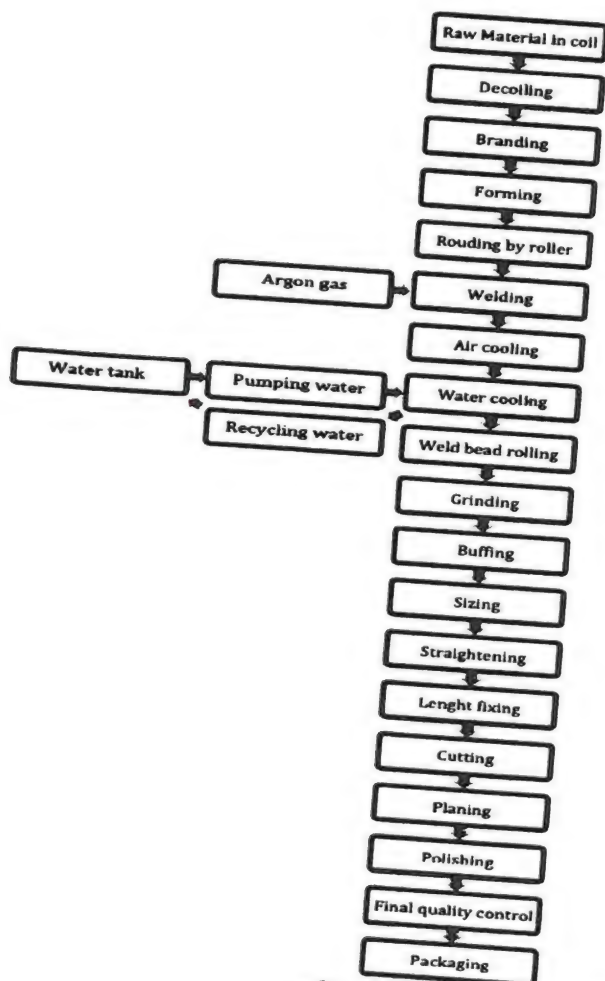 Raw Material in coil
Decoiling
Branding
Forming
Rouding by roller
Argon gas
Welding
Air cooling
Water tank
Pumping water
Water cooling
Recycling water
Weld bead rolling
Grinding
Buffing
Sizing
Straightening
Lenght fixing
Cutting
Planing
Polishing
Final quality control
Packaging